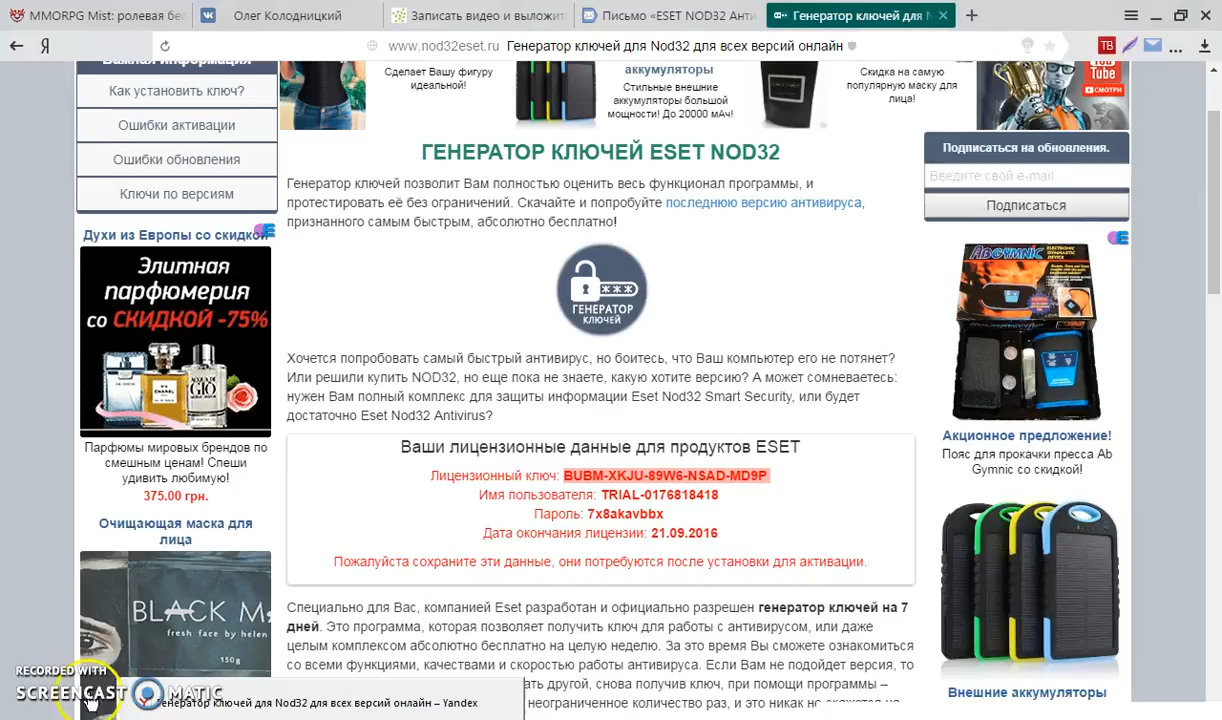 MMORPG Mist: ролевая бес
Олег Колодницкий
Записать видео и выложит
Письмо «ESET NOD32 Анти
Генератор ключей для N
www.nod32eset.ru Генератор ключей для Nod32 для всех версий онлайн
Важная информация
Как установить ключ?
Ошибки активации
Ошибки обновления
Ключи по версиям
Духи из Европы со скидкой
Элитная
парфюмерия
со СКИДКОЙ -75%
Парфюмы мировых брендов по
смешным ценам! Спеши
удивить любимую!
375.00 грн.
Очищающая маска для
лица
BLACK M
fresh face by helen
150g
Сделает Вашу фигуру
идеальной!
аккумуляторы
Стильные внешние
аккумуляторы большой
мощности! До 20000 мАч!
Скидка на самую
популярную маску для
лица!
You
Tube
СМОТРИ
ГЕНЕРАТОР КЛЮЧЕЙ ESET NOD32
Генератор ключей позволит Вам полностью оценить весь функционал программы, и
протестировать её без ограничений. Скачайте и попробуйте последнюю версию антивируса,
признанного самым быстрым, абсолютно бесплатно!
ГЕНЕРАТОР
КЛЮЧЕЙ
Хочется попробовать самый быстрый антивирус, но боитесь, что Ваш компьютер его не потянет?
Или решили купить NOD32, но еще пока не знаете, какую хотите версию? А может сомневаетесь:
нужен Вам полный комплекс для защиты информации Eset Nod32 Smart Security, или будет
достаточно Eset Nod32 Antivirus?
Ваши лицензионные данные для продуктов ESET
Лицензионный ключ: BUBM-XKJU-89W6-NSAD-MD9P
Имя пользователя: TRIAL-0176818418
Пароль: 7x8akavbbx
Дата окончания лицензии: 21.09.2016
Пожалуйста сохраните эти данные, они потребуются после установки для активации.
Специально для Вас, компанией Eset разработан и официально разрешен генератор ключей на 7
дней. Это программа, которая позволяет получить ключ для работы с антивирусом, или даже
целым комплексом абсолютно бесплатно на целую неделю. За это время Вы сможете ознакомиться
со всеми функциями, качествами и скоростью работы антивируса. Если Вам не подойдет версия, то
ать другой, снова получив ключ, при помощи программы –
неограниченное количество раз, и это никак не скажется на
Подписаться на обновления.
Введите свой e-mail
Подписаться
ABGYMNIC
ELECTRONIC
GYMNASTIC
DEVICE
Акционное предложение!
Пояс для прокачки пресса Ab
Gymnic со скидкой!
Внешние аккумуляторы
RECORDED WITH
SCREENCAST MATIC
Генератор ключей для Nod32 для всех версий онлайн – Yandex